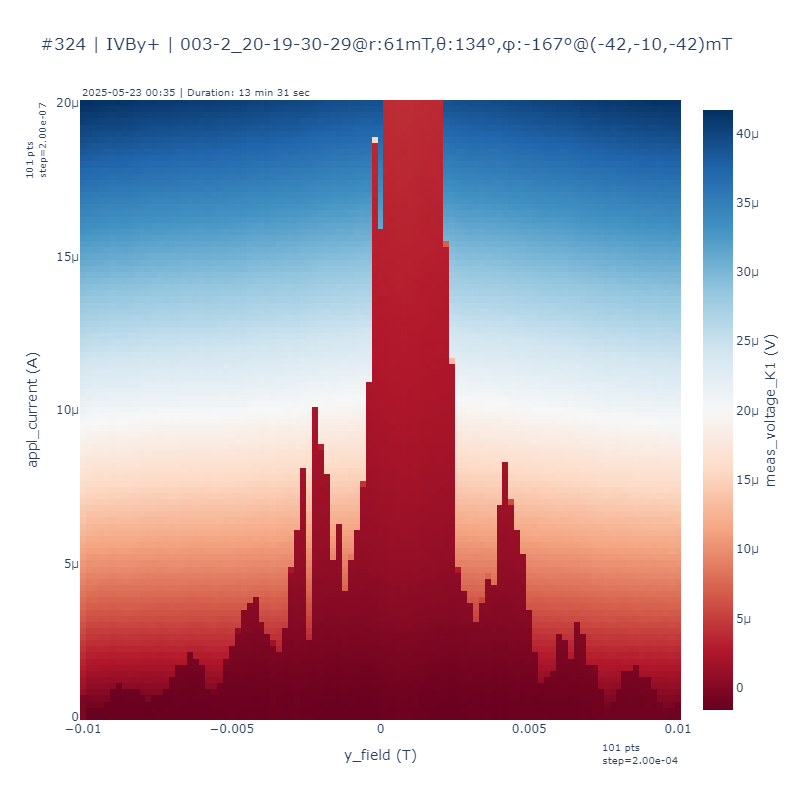 #324 | IVBy+ | 003-2_20-19-30-29@r:61mT,θ:134º,φ:-167º@(-42,-10,-42)mT
2025-05-23 00:35 | Duration: 13 min 31 sec
101 pts
step=2.00e-07
20μ
15μ
10μ
5μ
0
appl_current (A)
−0.01
−0.005
0
0.005
0.01
y_field (T)
101 pts
step=2.00e-04
40μ
35μ
30μ
25μ
20μ
15μ
10μ
5μ
0
meas_voltage_K1 (V)